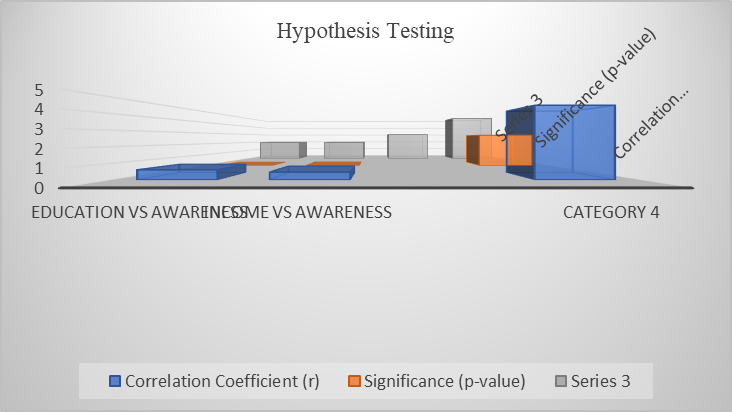 Hypothesis Testing
5
4
3
2
1
0
Series 3
Significance (p-value)
Correlation...
EDUCATION VS AWARENESS
INCOME VS AWARENESS
CATEGORY 4
Correlation Coefficient (r)
Significance (p-value)
Series 3